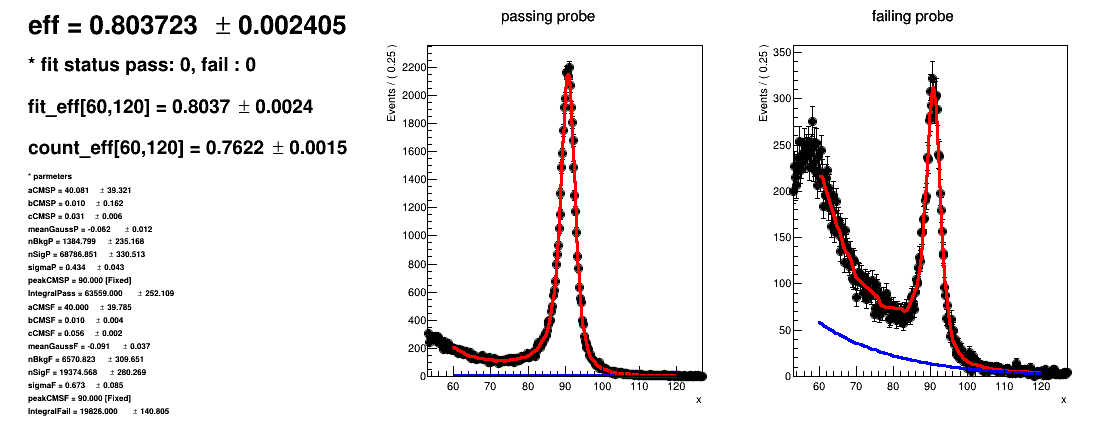 eff = 0.803723 ± 0.002405
* fit status pass: 0, fail : 0
fit_eff[60,120] = 0.8037 ± 0.0024
count_eff[60,120] = 0.7622 ± 0.0015
* parmeters
aCMSP = 40.081 ± 39.321
bCMSP = 0.010 ± 0.162
cCMSP = 0.031 ± 0.006
meanGaussP = -0.062 ± 0.012
nBkgP = 1384.799 ± 235.168
nSigP = 68786.851 ± 330.513
sigmaP = 0.434 ± 0.043
peakCMSP = 90.000 [Fixed]
IntegralPass = 63559.000 ± 252.109
aCMSF = 40.000 ± 39.785
bCMSF = 0.010 ± 0.004
cCMSF = 0.056 ± 0.002
meanGaussF = -0.091 ± 0.037
nBkgF = 6570.823 ± 309.651
nSigF = 19374.568 ± 280.269
sigmaF = 0.673 ± 0.085
peakCMSF = 90.000 [Fixed]
IntegralFail = 19826.000 ± 140.805
passing probe
Events / ( 0.25 )
2200
2000
1800
1600
1400
1200
1000
800
600
400
200
0
60 70 80 90 100 110 120
x
failing probe
Events / ( 0.25 )
350
300
250
200
150
100
50
0
60 70 80 90 100 110 120
x